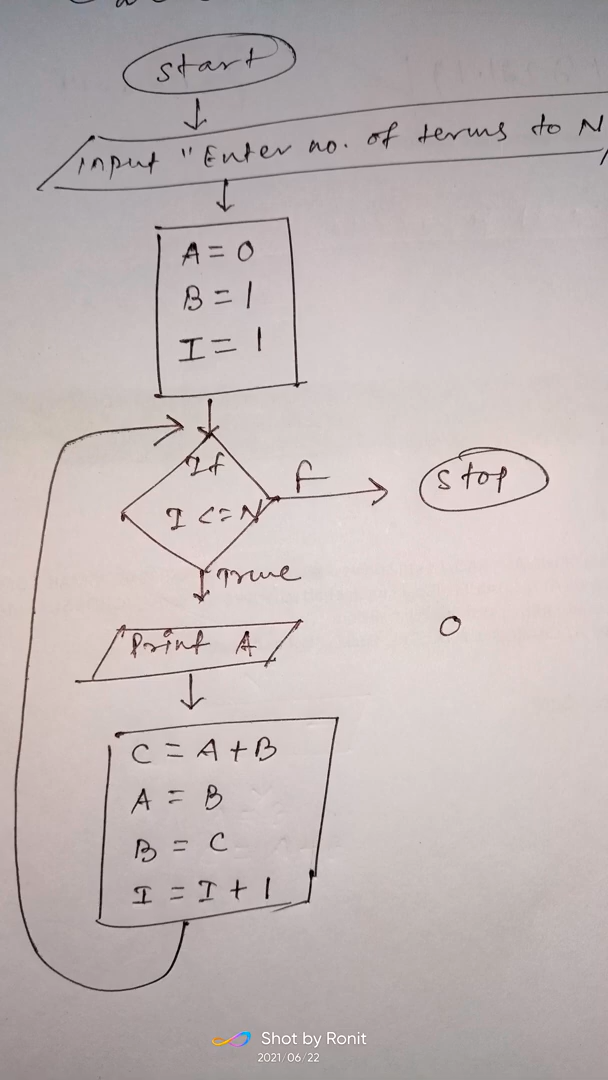 start
input "Enter no. of terms to N
A = 0
B = 1
I = 1
If
I <= N
F
stop
True
Print A
0
C = A + B
A = B
B = C
I = I + 1
Shot by Ronit
2021/06/22